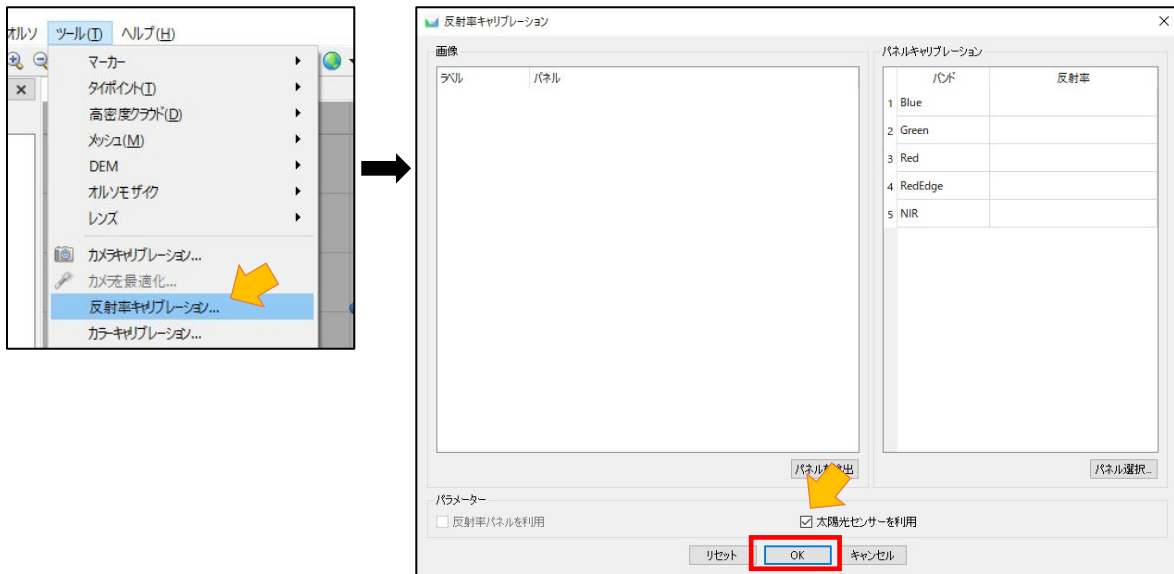 オルソ ツール(T) ヘルプ(H)
マーカー
タイポイント(T)
高密度クラウド(D)
メッシュ(M)
DEM
オルソモザイク
レンズ
カメラキャリブレーション...
カメラを最適化...
反射率キャリブレーション...
カラーキャリブレーション...
反射率キャリブレーション
画像
ラベル パネル
パネルを検出
パネルキャリブレーション
バンド 反射率
1 Blue
2 Green
3 Red
4 RedEdge
5 NIR
パネル選択...
パラメーター
反射率パネルを利用 太陽光センサーを利用
リセット OK キャンセル